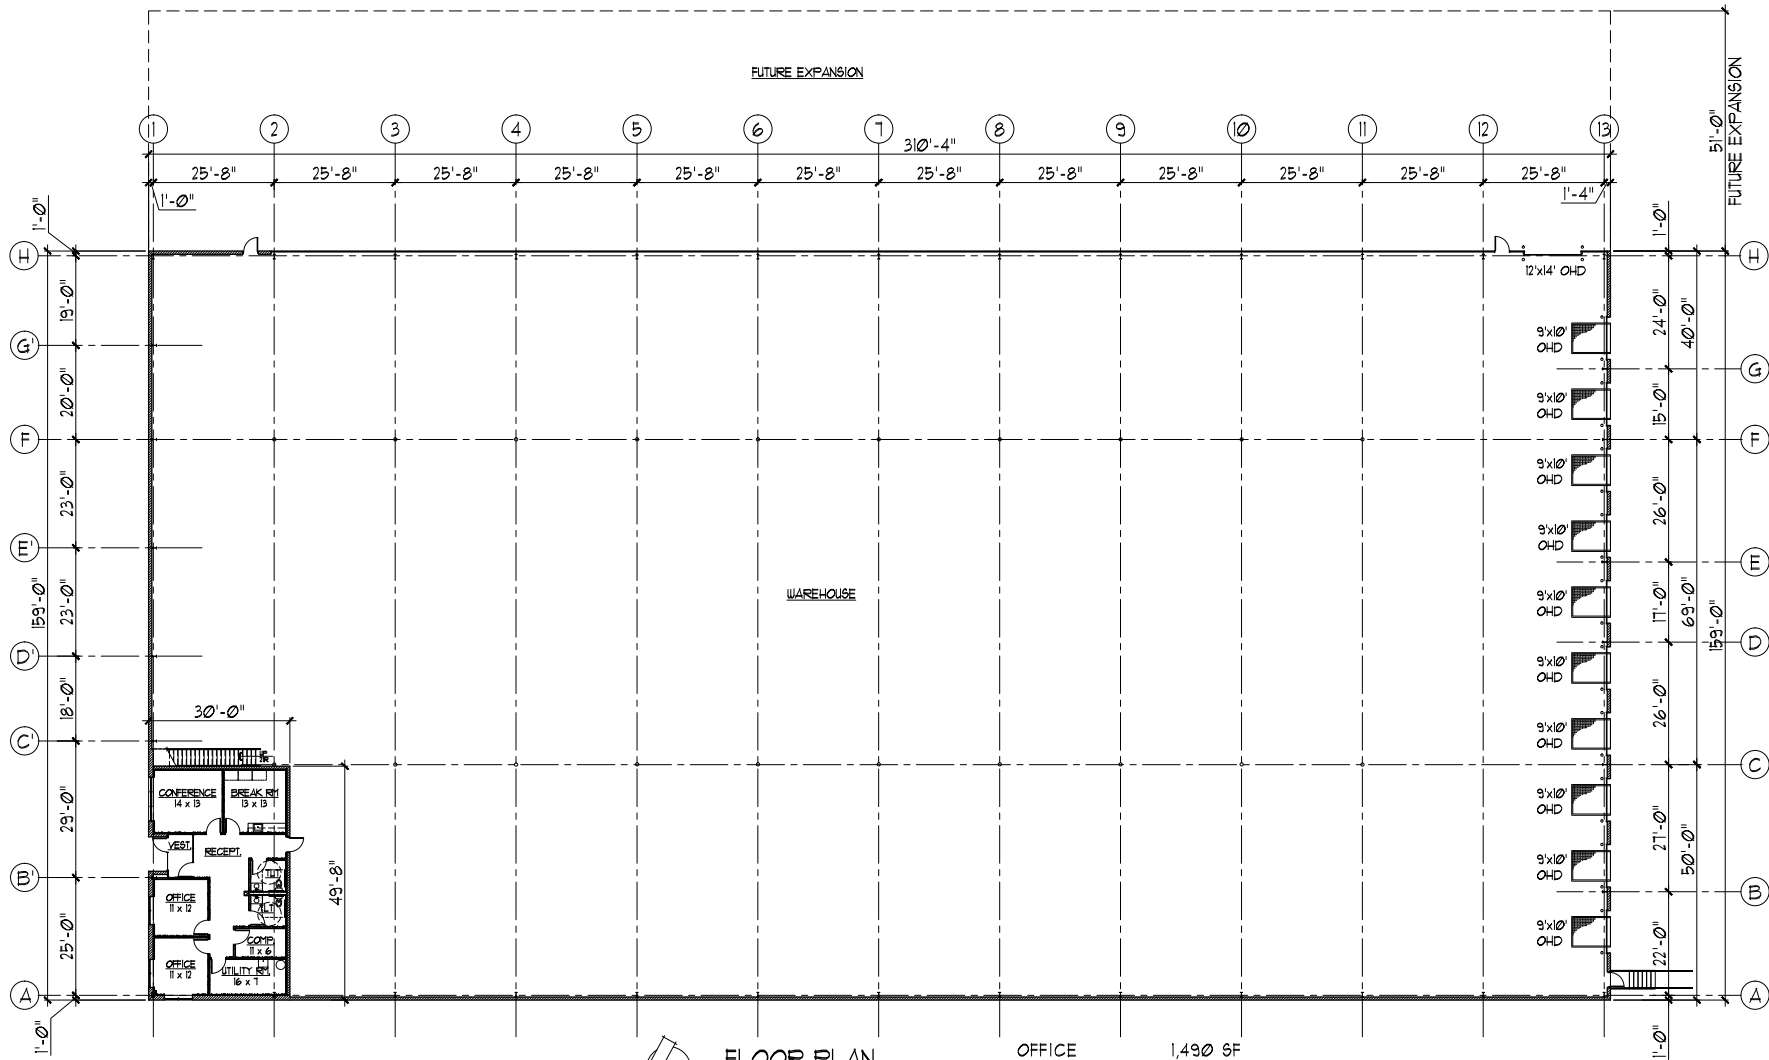 FUTURE EXPANSION
FUTURE EXPANSION
51'-0"
11 2 3 4 5 6 7 8 9 10 11 12 13
310'-4"
25'-8" 25'-8" 25'-8" 25'-8" 25'-8" 25'-8" 25'-8" 25'-8" 25'-8" 25'-8" 25'-8" 25'-8"
1'-0" 1'-4"
1'-0" 1'-0"
H H
12'x14' OHD
19'-0" 24'-0" 40'-0"
G' G
9'x10'
OHD
20'-0" 15'-0"
9'x10'
OHD
F F
9'x10'
OHD
23'-0" 26'-0"
9'x10'
OHD
E' E
159'-0" 23'-0" 17'-0" 69'-0" 159'-0"
WAREHOUSE
9'x10'
OHD
D' D
9'x10'
OHD
18'-0" 26'-0"
30'-0"
9'x10'
OHD
C' C
CONFERENCE
14 x 13
BREAK RM
13 x 13
9'x10'
OHD
29'-0" 27'-0" 50'-0"
VEST.
RECEPT.
TLT
9'x10'
OHD
49'-8"
B' B
OFFICE
11 x 12
TLT
9'x10'
OHD
25'-0" 22'-0"
COMP.
11 x 6
OFFICE
11 x 12
UTILITY RM.
16 x 7
A A
1'-0" 1'-0"
FLOOR PLAN
OFFICE 1,490 SF